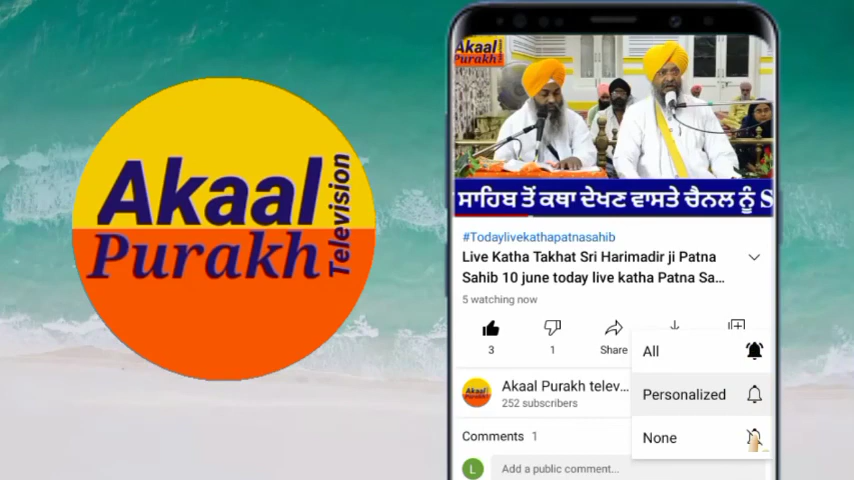 Akaal
Purakh
Television
Akaal
Purakh
Television
ਸਾਹਿਬ ਤੋਂ ਕਥਾ ਦੇਖਣ ਵਾਸਤੇ ਚੈਨਲ ਨੂੰ S
#Todaylivekathapatnasahib
Live Katha Takhat Sri Harimadir ji Patna
Sahib 10 june today live katha Patna Sa...
5 watching now
3
1
Share
All
Personalized
None
Akaal Purakh telev...
252 subscribers
Comments 1
L
Add a public comment...